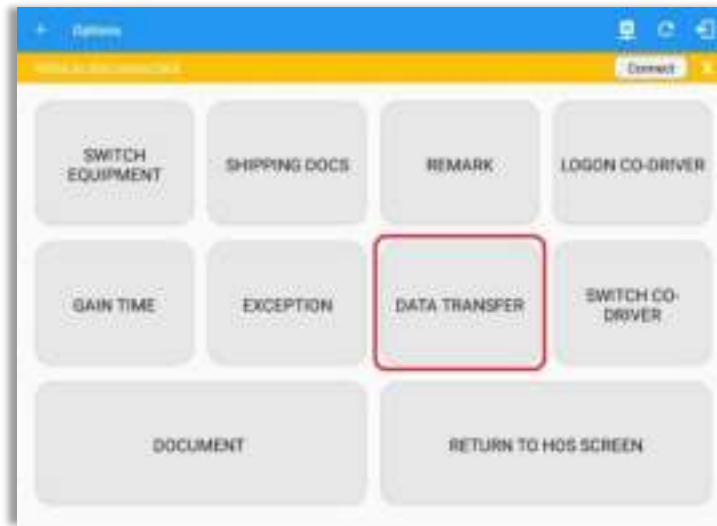 Options
Connect
SWITCH
EQUIPMENT
SHIPPING DOCS
REMARK
LOGON CO-DRIVER
GAIN TIME
EXCEPTION
DATA TRANSFER
SWITCH CO-
DRIVER
DOCUMENT
RETURN TO HOS SCREEN